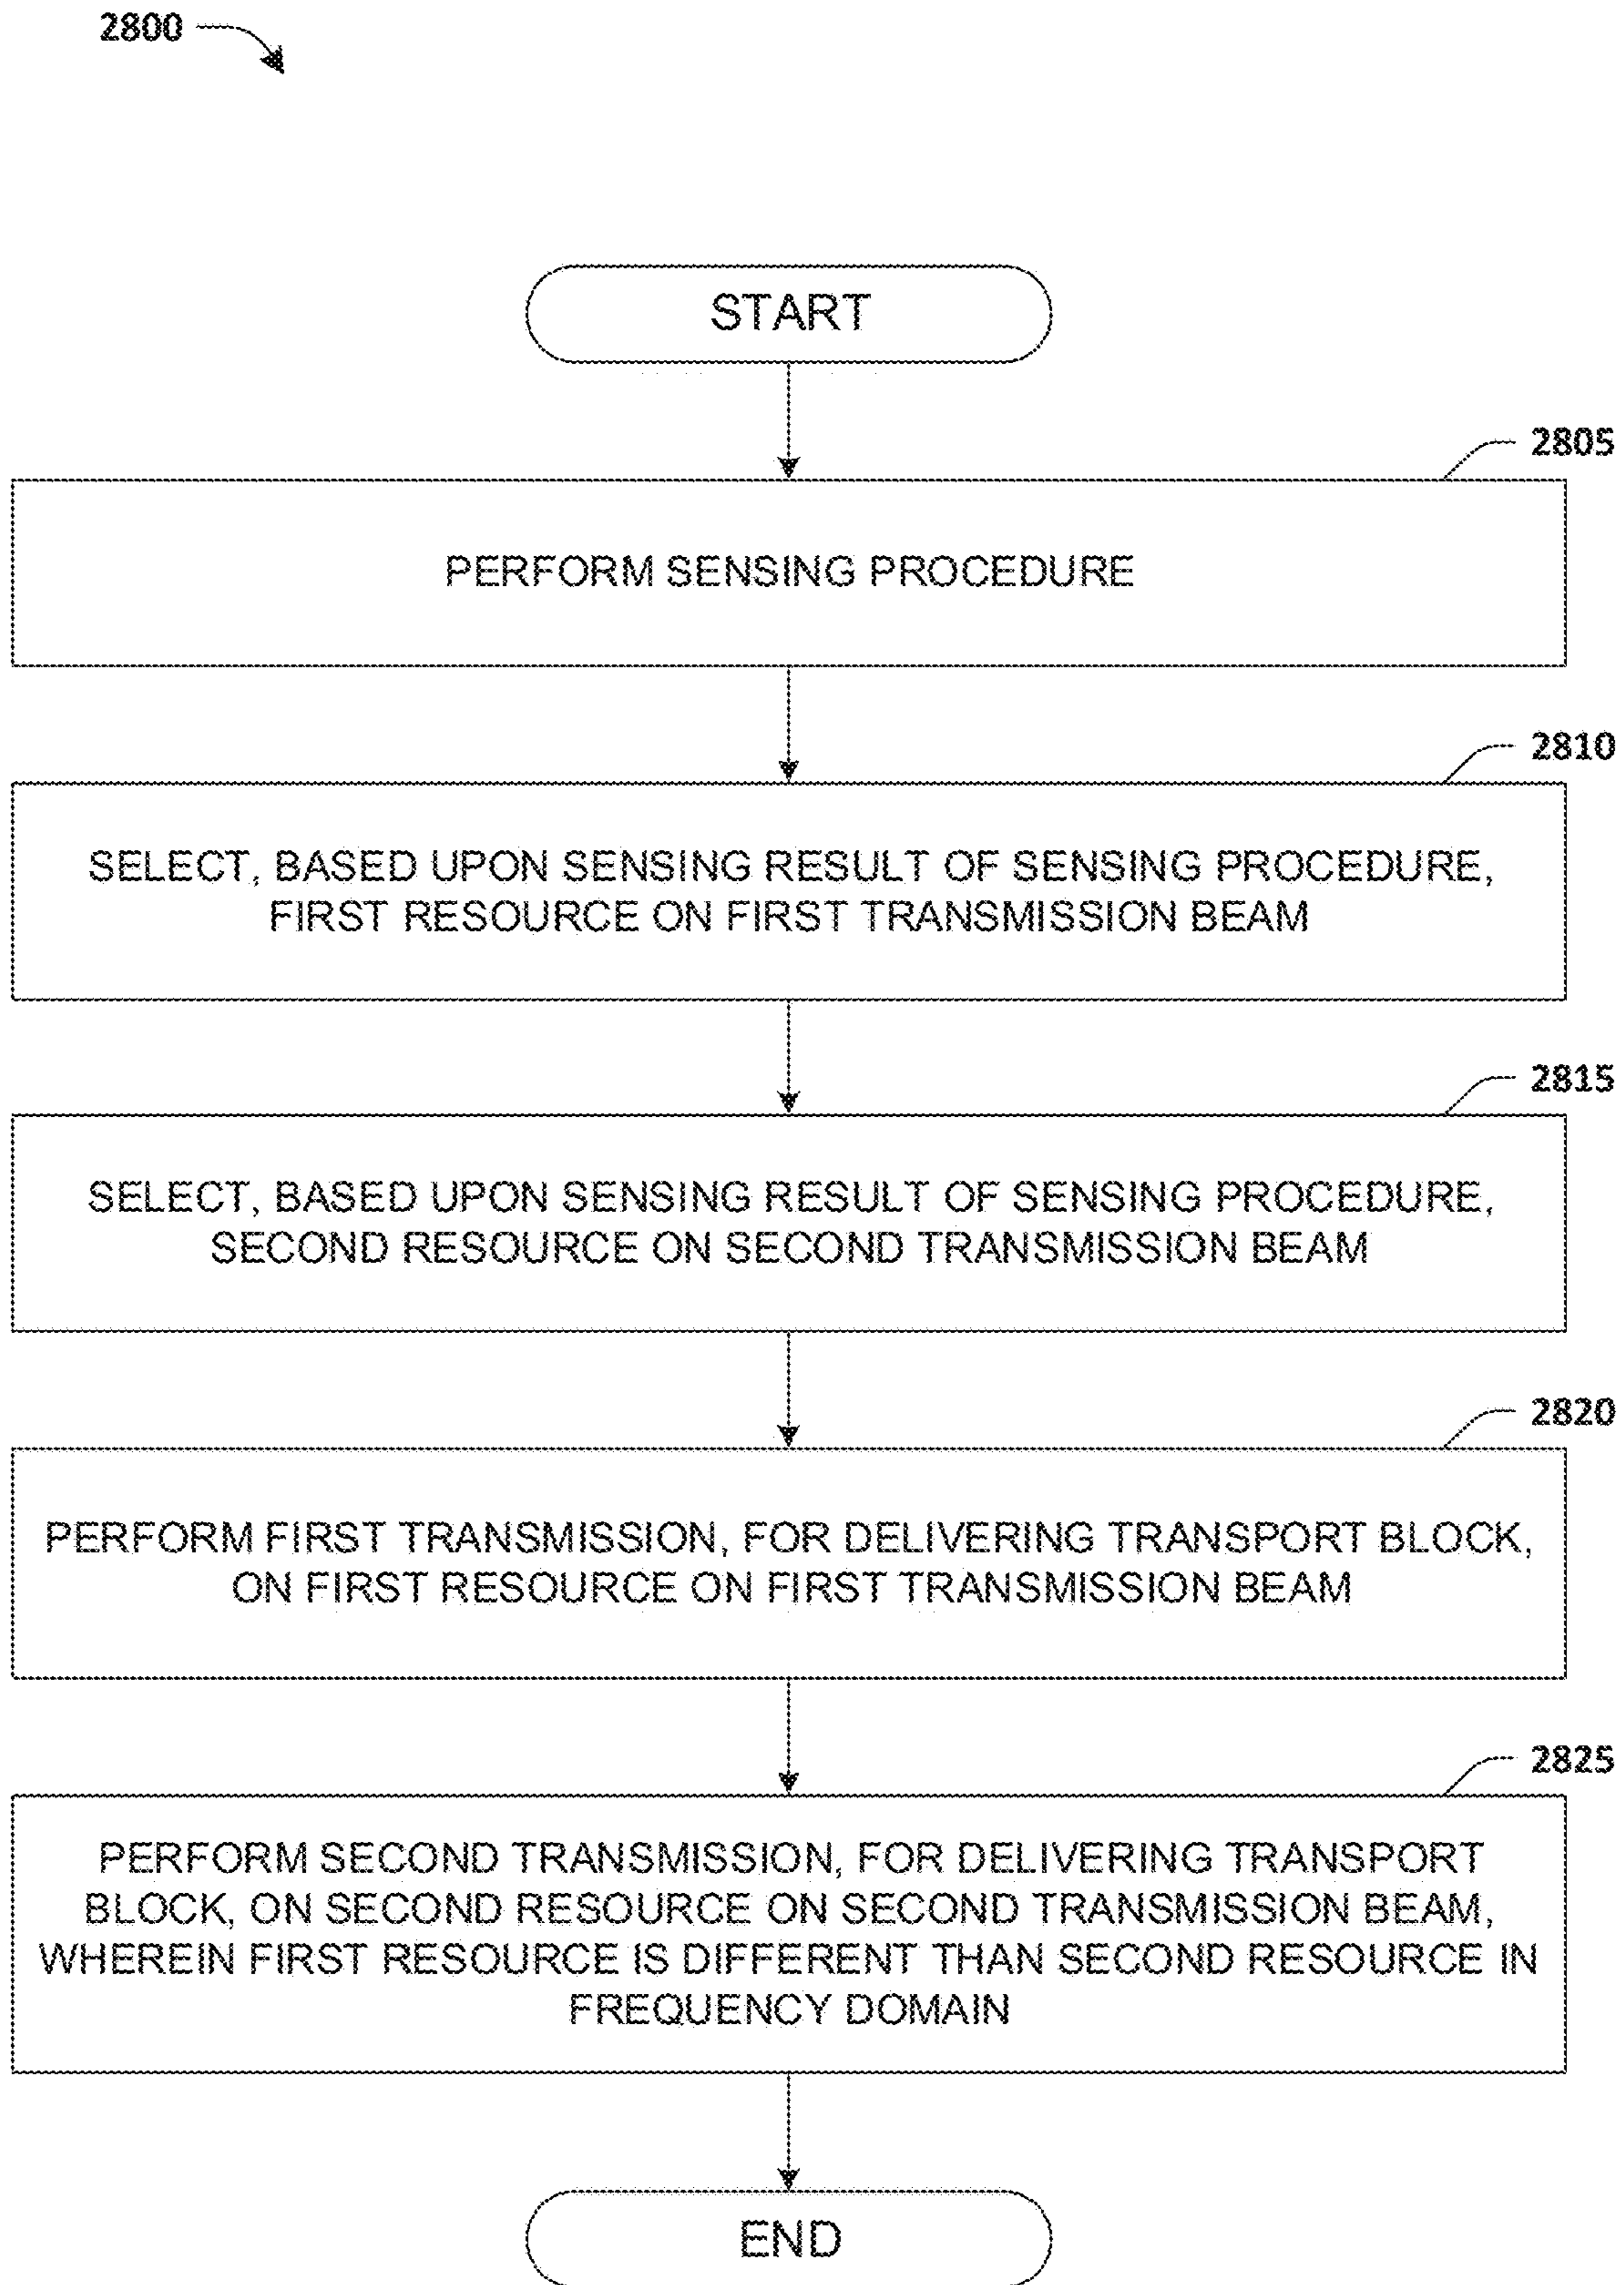 2800
START
2805
PERFORM SENSING PROCEDURE
2810
SELECT, BASED UPON SENSING RESULT OF SENSING PROCEDURE,
FIRST RESOURCE ON FIRST TRANSMISSION BEAM
2815
SELECT, BASED UPON SENSING RESULT OF SENSING PROCEDURE,
SECOND RESOURCE ON SECOND TRANSMISSION BEAM
2820
PERFORM FIRST TRANSMISSION, FOR DELIVERING TRANSPORT BLOCK,
ON FIRST RESOURCE ON FIRST TRANSMISSION BEAM
2825
PERFORM SECOND TRANSMISSION, FOR DELIVERING TRANSPORT
BLOCK, ON SECOND RESOURCE ON SECOND TRANSMISSION BEAM,
WHEREIN FIRST RESOURCE IS DIFFERENT THAN SECOND RESOURCE IN
FREQUENCY DOMAIN
END